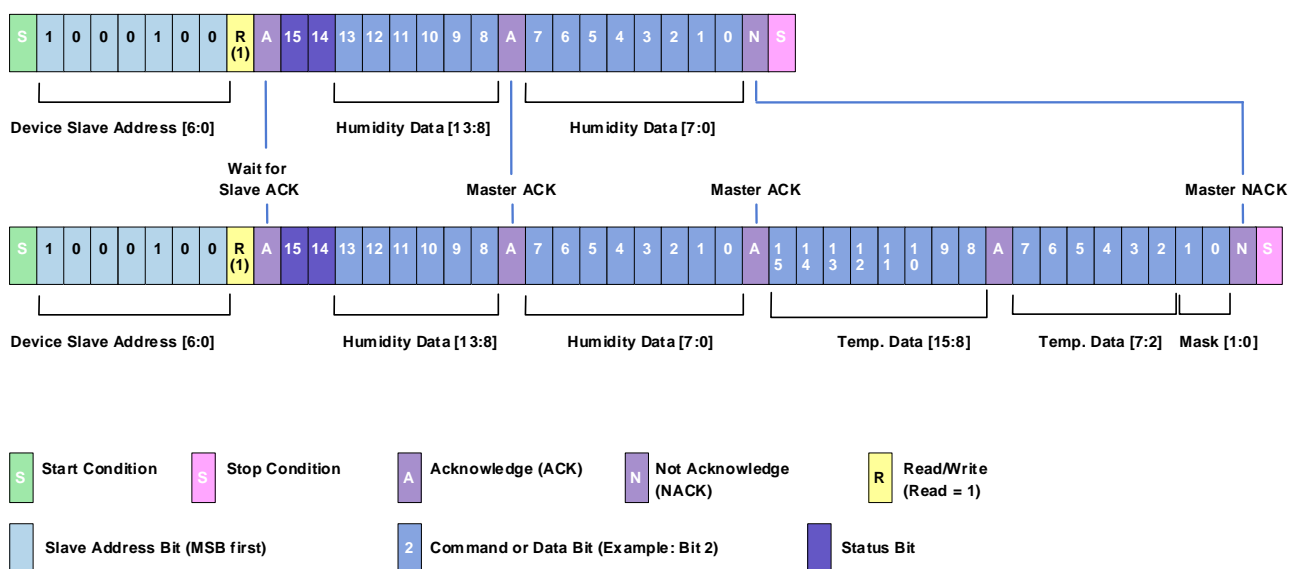 S 1 0 0 0 1 0 0 R (1) A 15 14 13 12 11 10 9 8 A 7 6 5 4 3 2 1 0 N S
Device Slave Address [6:0] Humidity Data [13:8] Humidity Data [7:0]
Wait for
Slave ACK Master ACK Master ACK Master NACK
S 1 0 0 0 1 0 0 R (1) A 15 14 13 12 11 10 9 8 A 7 6 5 4 3 2 1 0 A 15 14 13 12 11 10 9 8 A 7 6 5 4 3 2 1 0 N S
Device Slave Address [6:0] Humidity Data [13:8] Humidity Data [7:0] Temp. Data [15:8] Temp. Data [7:2] Mask [1:0]
S Start Condition
S Stop Condition
A Acknowledge (ACK)
N Not Acknowledge
(NACK)
R Read/Write
(Read = 1)
Slave Address Bit (MSB first)
2 Command or Data Bit (Example: Bit 2)
Status Bit